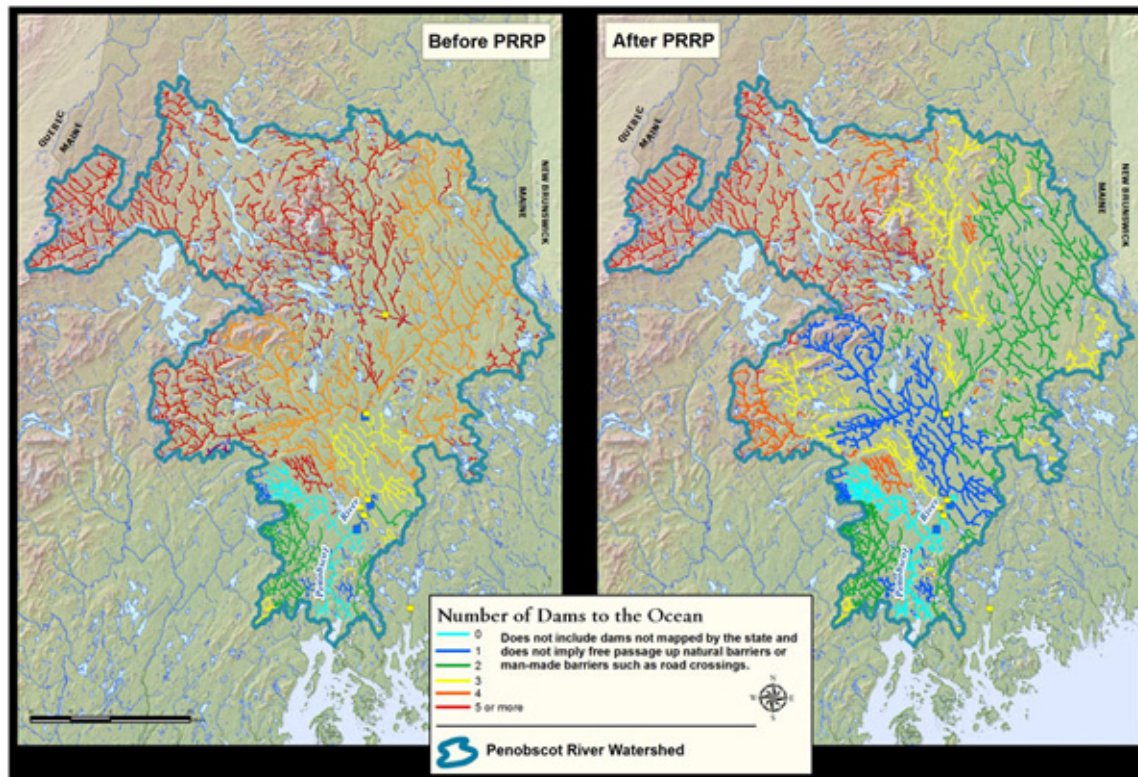 Before PRRP
QUEBEC
MAINE
NEW BRUNSWICK
MAINE
River
Penobscot
After PRRP
QUEBEC
MAINE
NEW BRUNSWICK
MAINE
River
Penobscot
Number of Dams to the Ocean
0
1
2
3
4
5 or more
Does not include dams not mapped by the state and
does not imply free passage up natural barriers or
man-made barriers such as road crossings.
N
W
E
S
Penobscot River Watershed